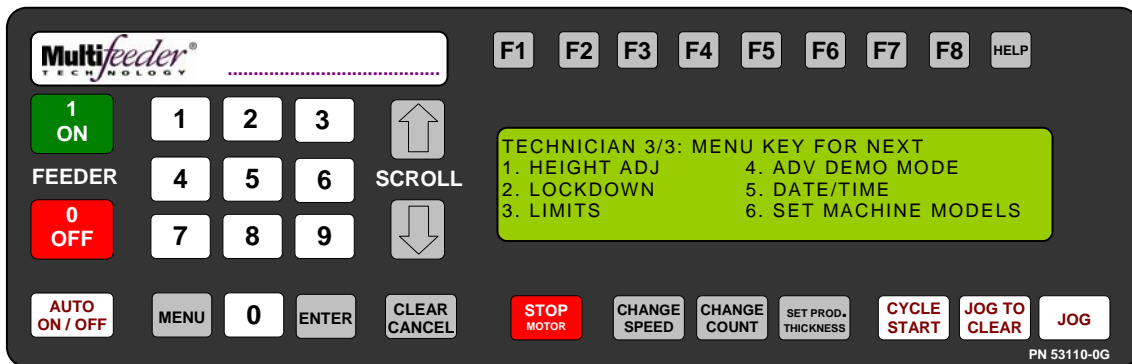 Multifeeder®
TECHNOLOGY
F1 F2 F3 F4 F5 F6 F7 F8 HELP
1
ON
FEEDER
0
OFF
1 2 3
4 5 6
7 8 9
SCROLL
TECHNICIAN 3/3: MENU KEY FOR NEXT
1. HEIGHT ADJ 4. ADV DEMO MODE
2. LOCKDOWN 5. DATE/TIME
3. LIMITS 6. SET MACHINE MODELS
AUTO
ON / OFF
MENU 0 ENTER
CLEAR
CANCEL
STOP
MOTOR
CHANGE
SPEED
CHANGE
COUNT
SET PROD.
THICKNESS
CYCLE
START
JOG TO
CLEAR
JOG
PN 53110-0G